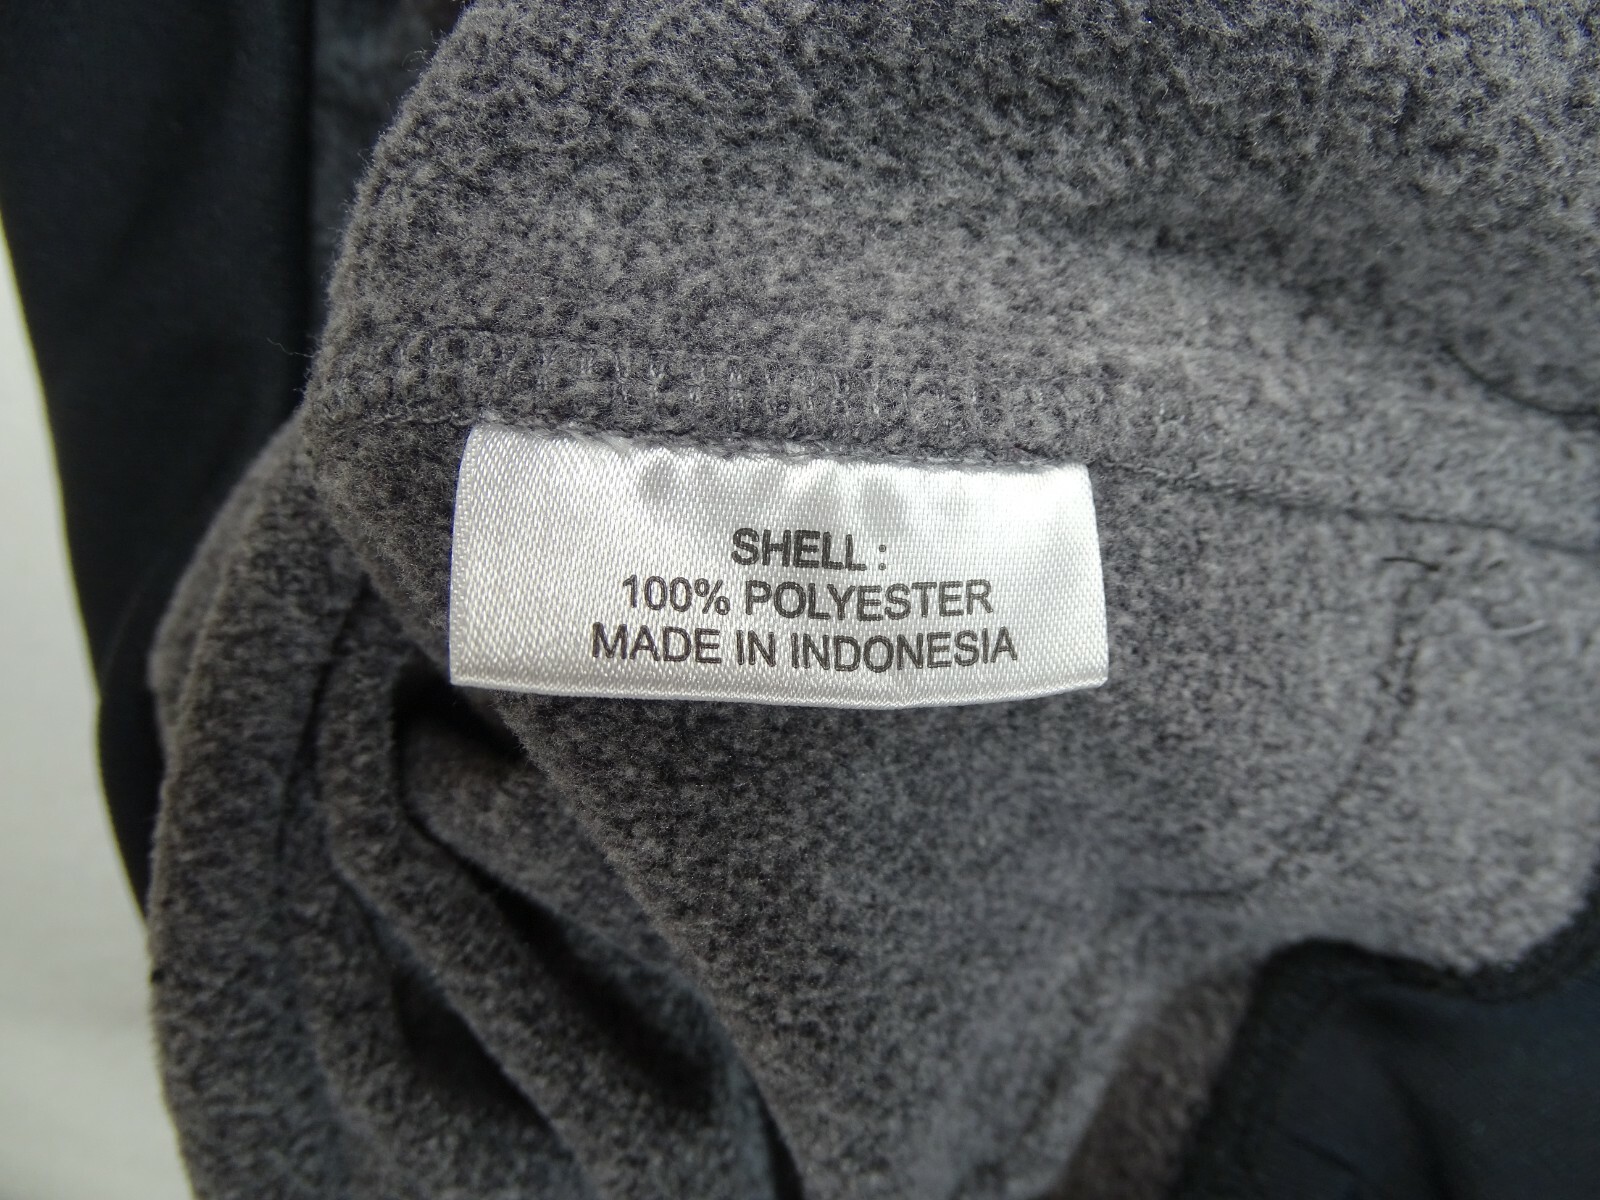 SHELL :
100% POLYESTER
MADE IN INDONESIA